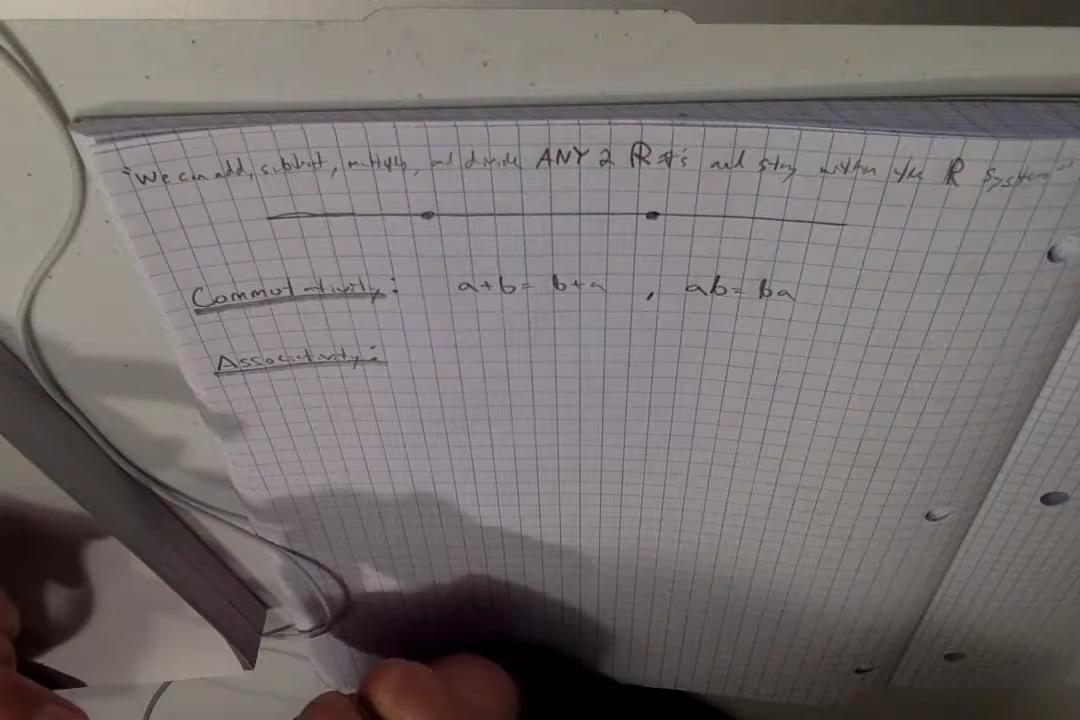 "We can add, subtract, multiply, and divide ANY 2 ℝ #'s and stay within the ℝ system"
Commutativity: a+b = b+a , ab = ba
Associativity: